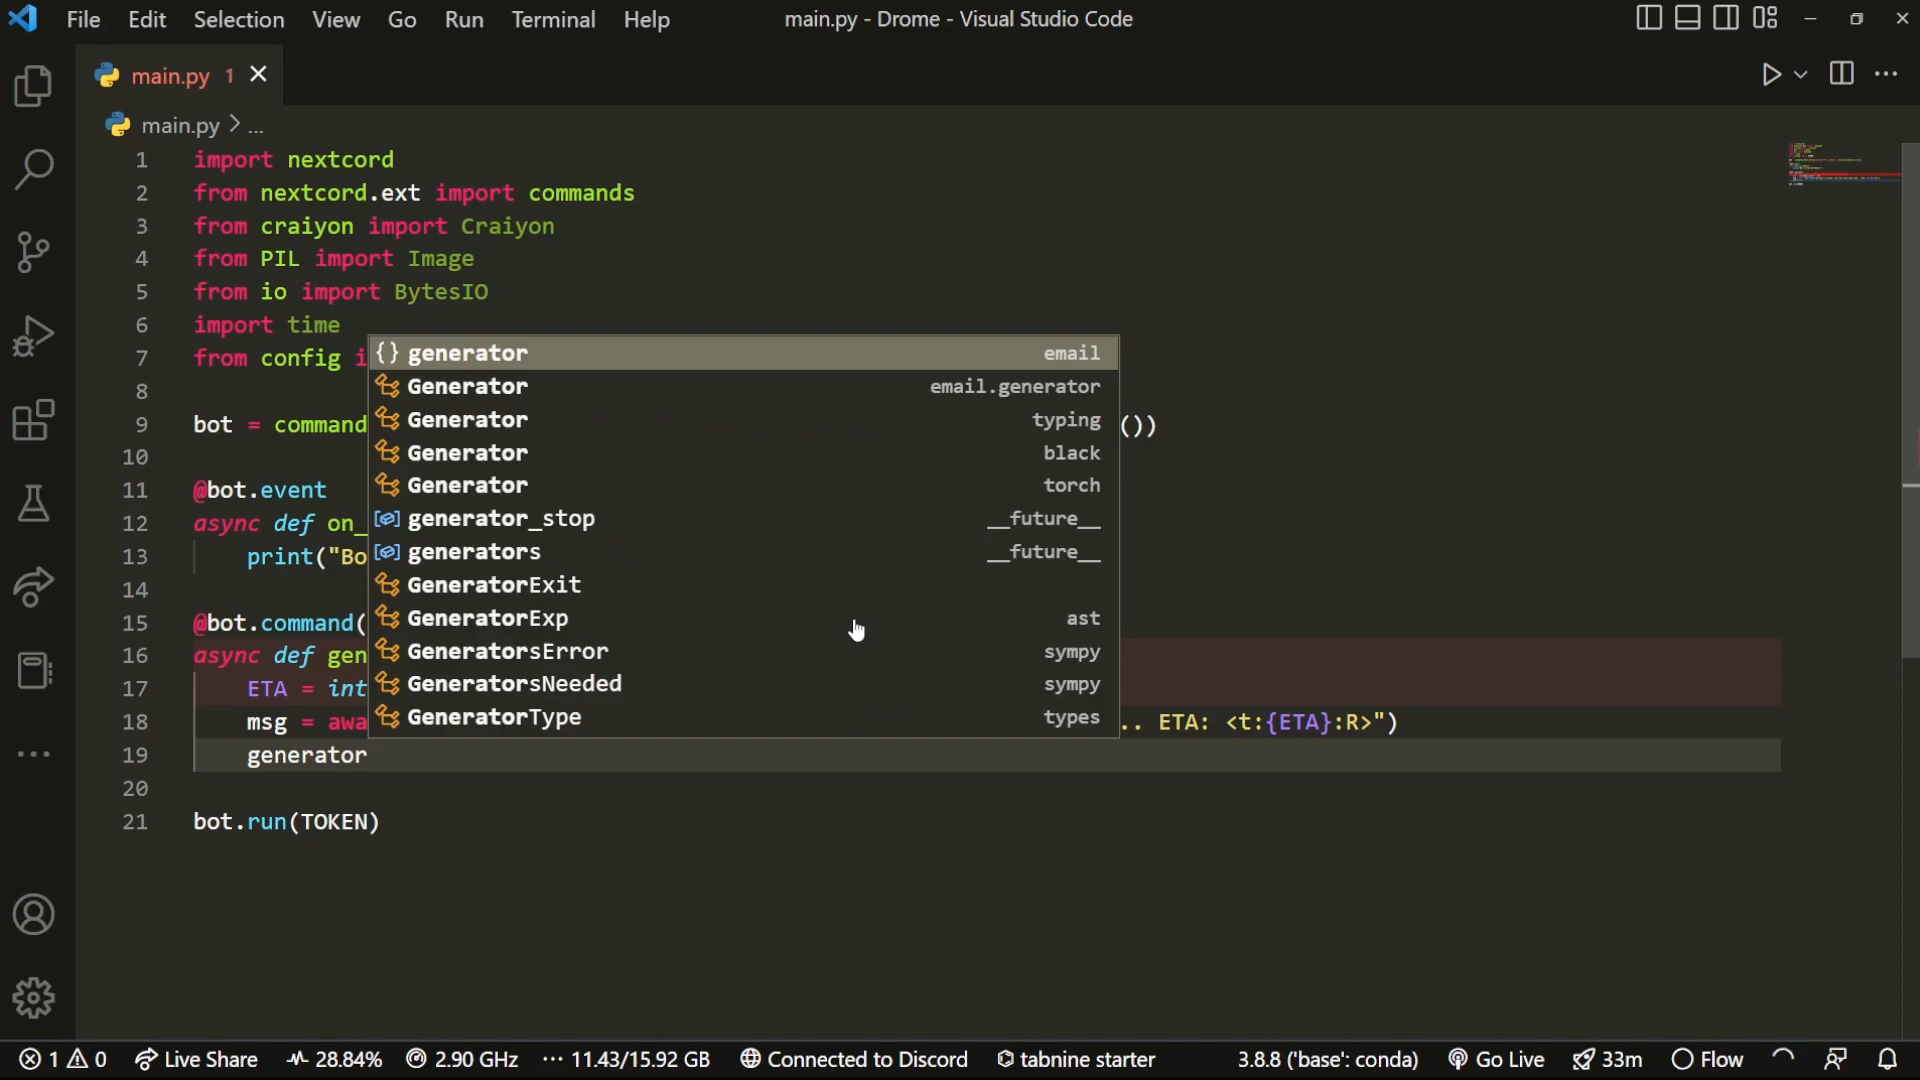 File Edit Selection View Go Run Terminal Help main.py - Drome - Visual Studio Code
main.py 1
main.py > ...
1 import nextcord
2 from nextcord.ext import commands
3 from craiyon import Craiyon
4 from PIL import Image
5 from io import BytesIO
6 import time
7 from config i
8
9 bot = command ())
10
11 @bot.event
12 async def on_
13 print("Bo
14
15 @bot.command(
16 async def gen
17 ETA = int
18 msg = awa .. ETA: <t:{ETA}:R>")
19 generator
20
21 bot.run(TOKEN)
{} generator email
Generator email.generator
Generator typing
Generator black
Generator torch
generator_stop __future__
generators __future__
GeneratorExit
GeneratorExp ast
GeneratorsError sympy
GeneratorsNeeded sympy
GeneratorType types
1 0 Live Share 28.84% 2.90 GHz ... 11.43/15.92 GB Connected to Discord tabnine starter 3.8.8 ('base': conda) Go Live 33m Flow